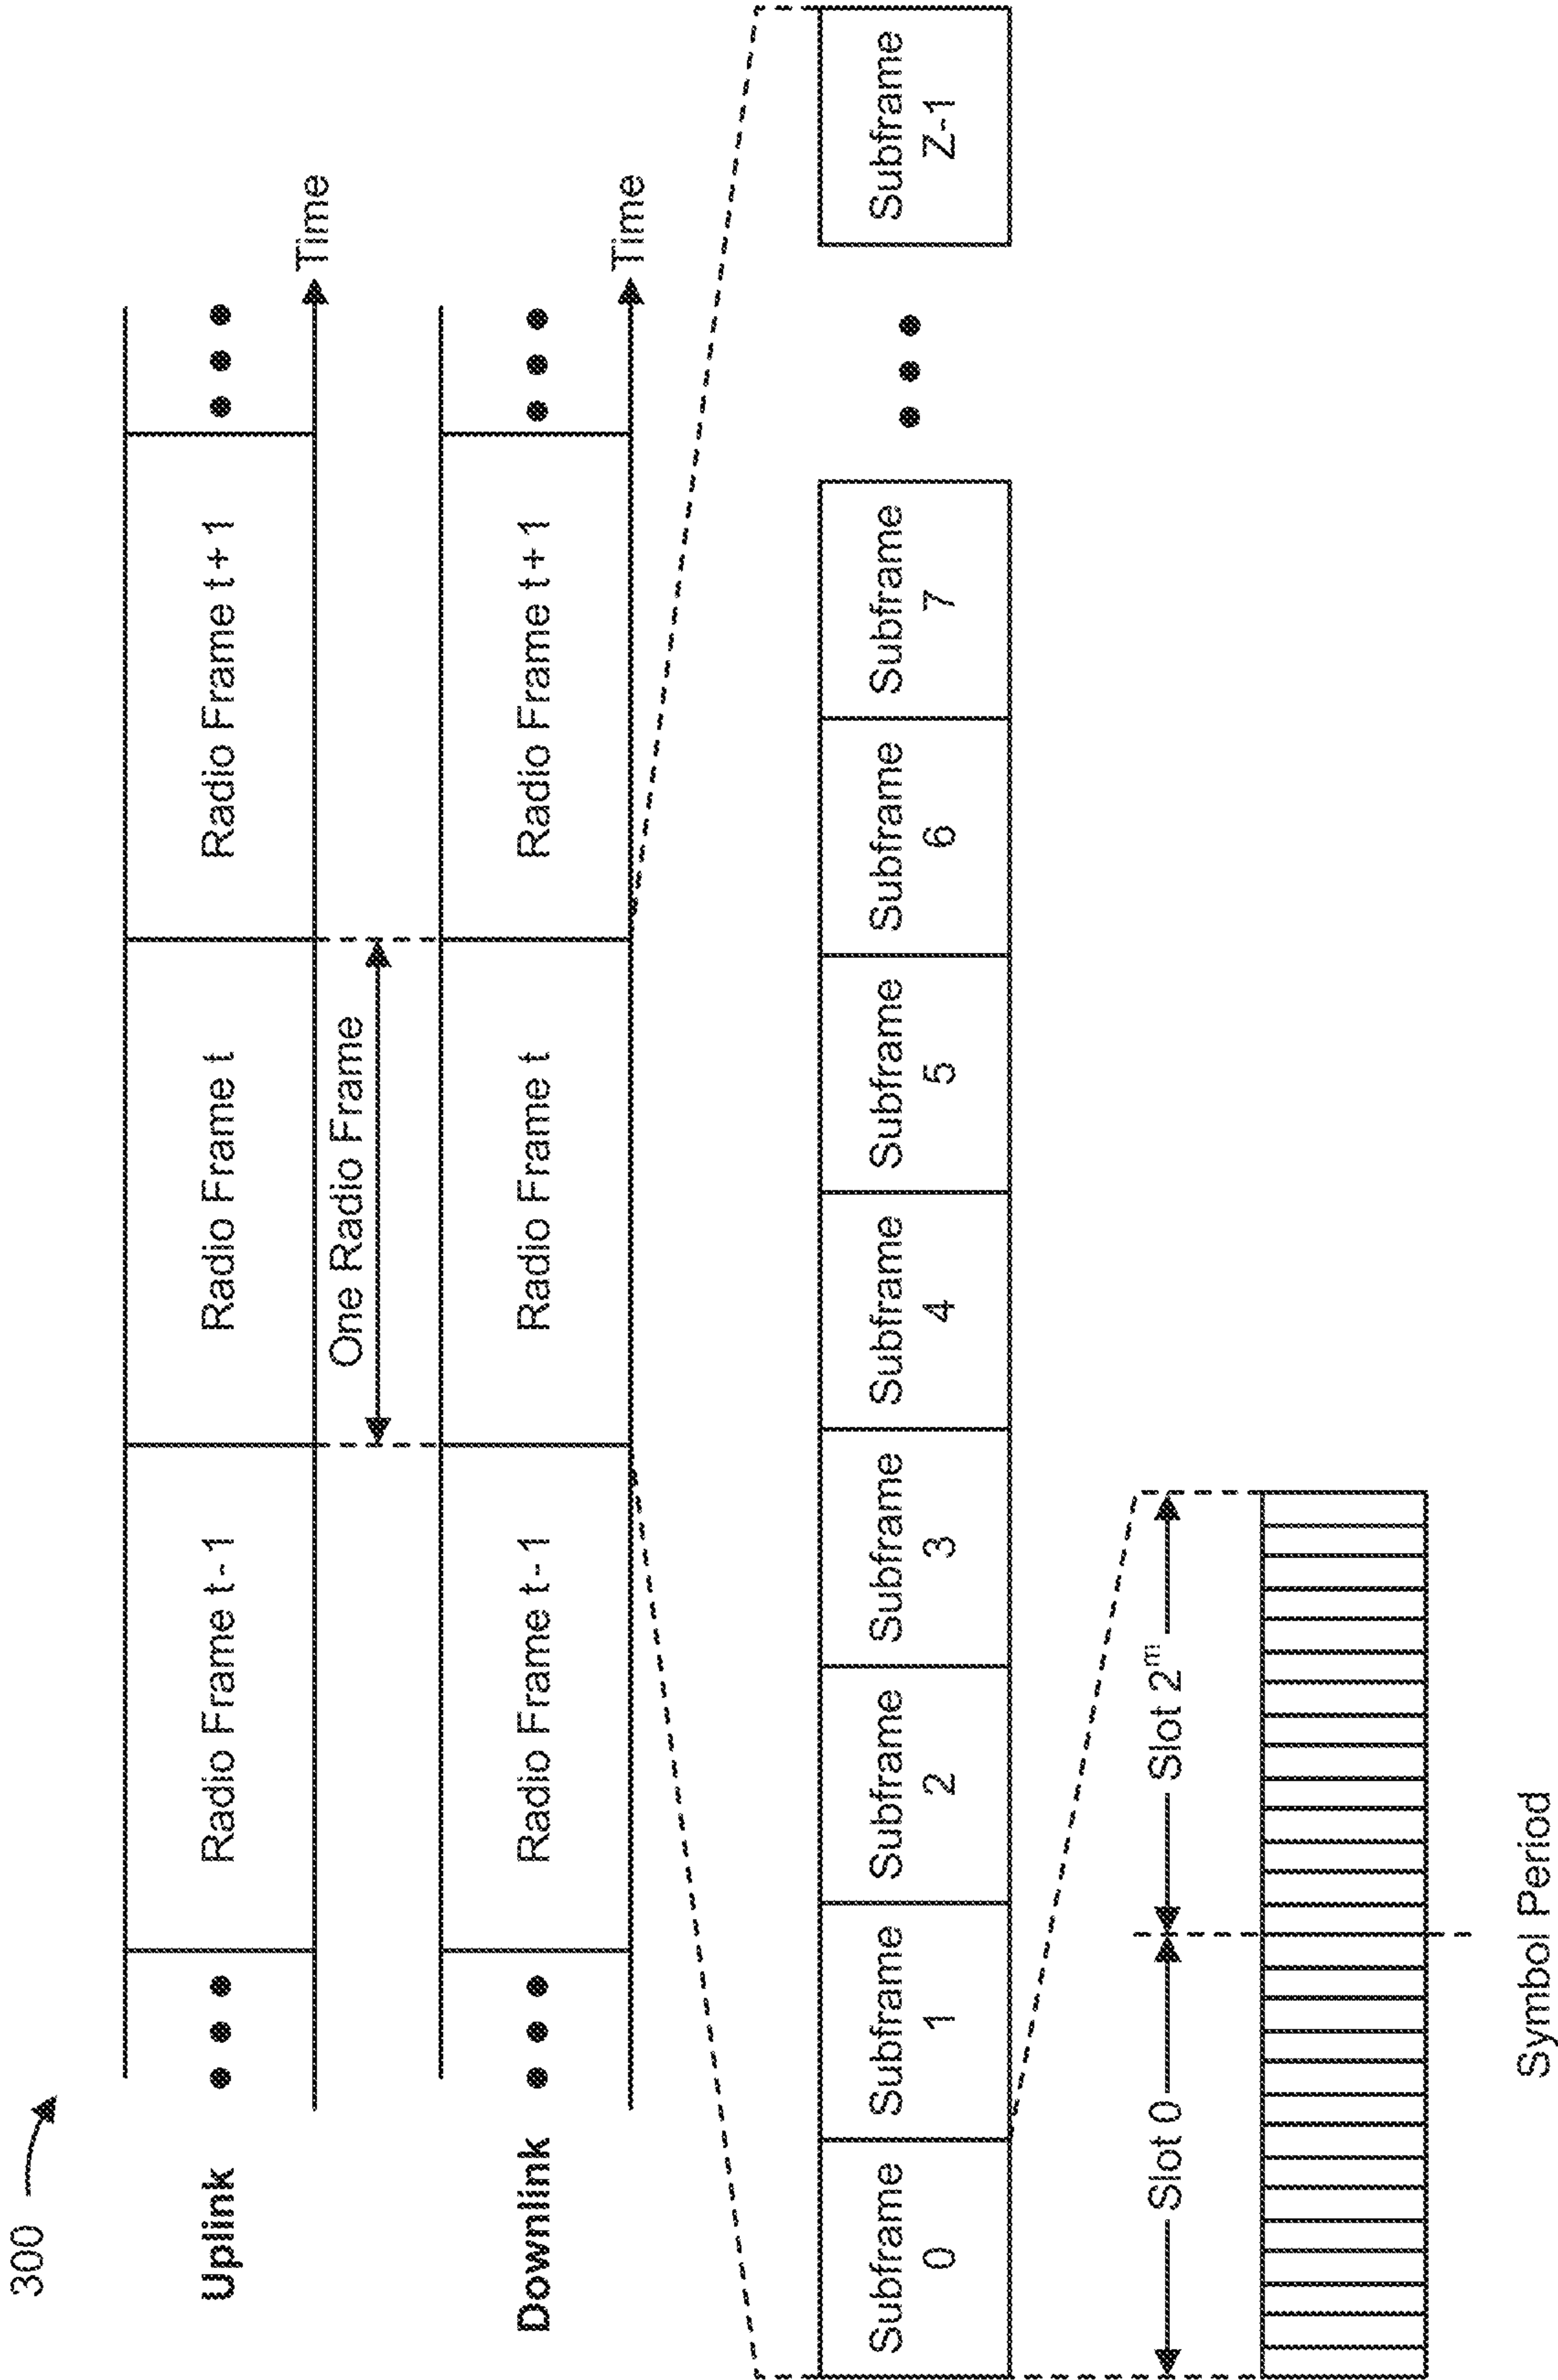 300
Uplink
Radio Frame t-1
Radio Frame t
Radio Frame t+1
Time
One Radio Frame
Downlink
Radio Frame t-1
Radio Frame t
Radio Frame t+1
Time
Subframe
0
Subframe
1
Subframe
2
Subframe
3
Subframe
4
Subframe
5
Subframe
6
Subframe
7
Subframe
Z-1
Slot 0
Slot 2ᵐ
Symbol Period